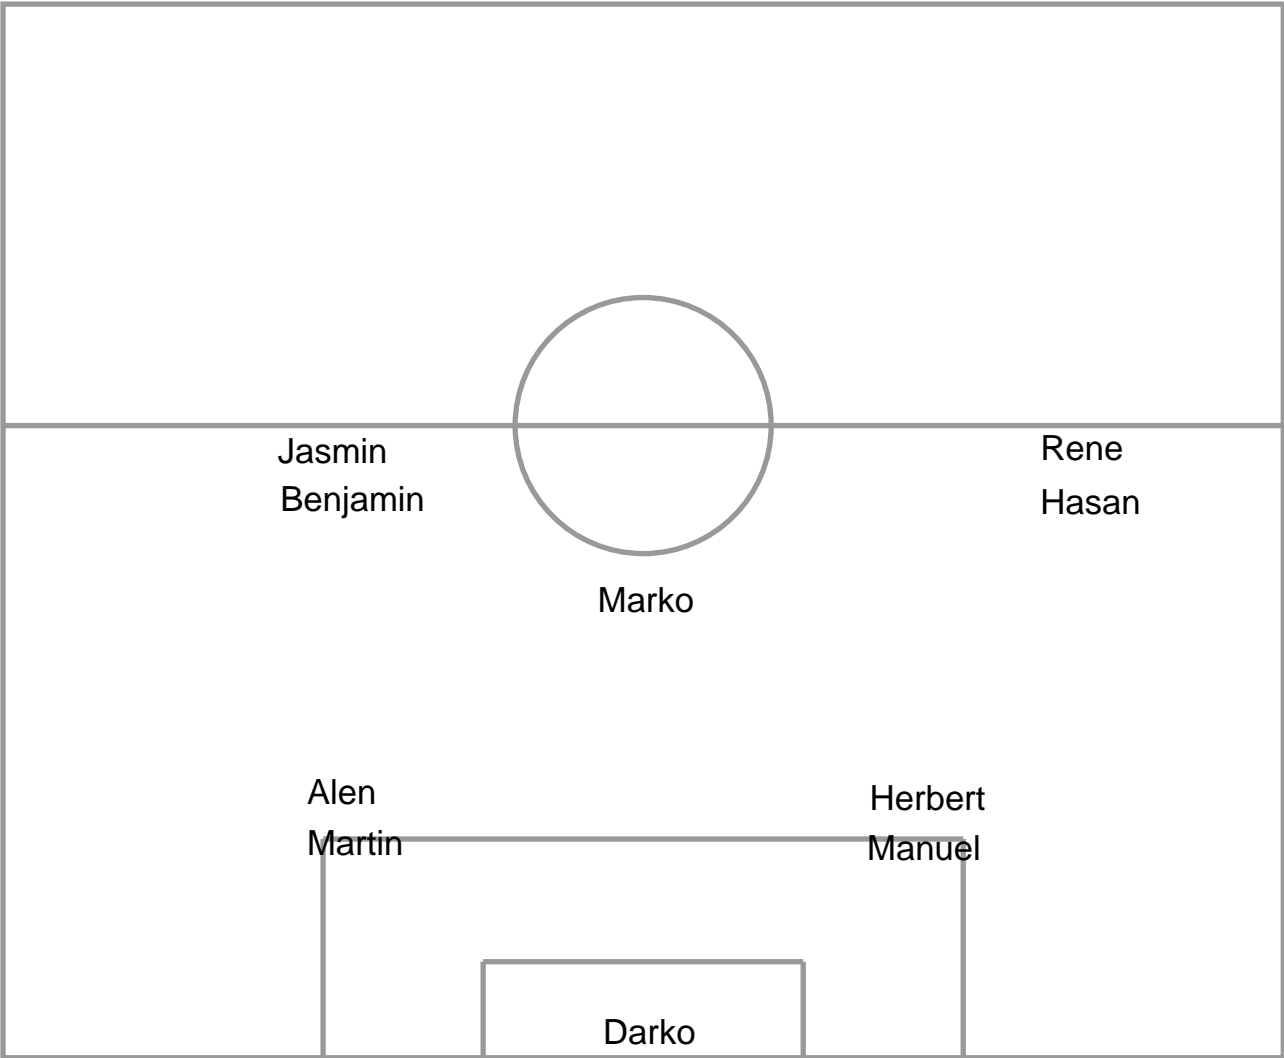 Jasmin
Rene
Benjamin
Hasan
Marko
Alen
Herbert
Martin
Manuel
Darko